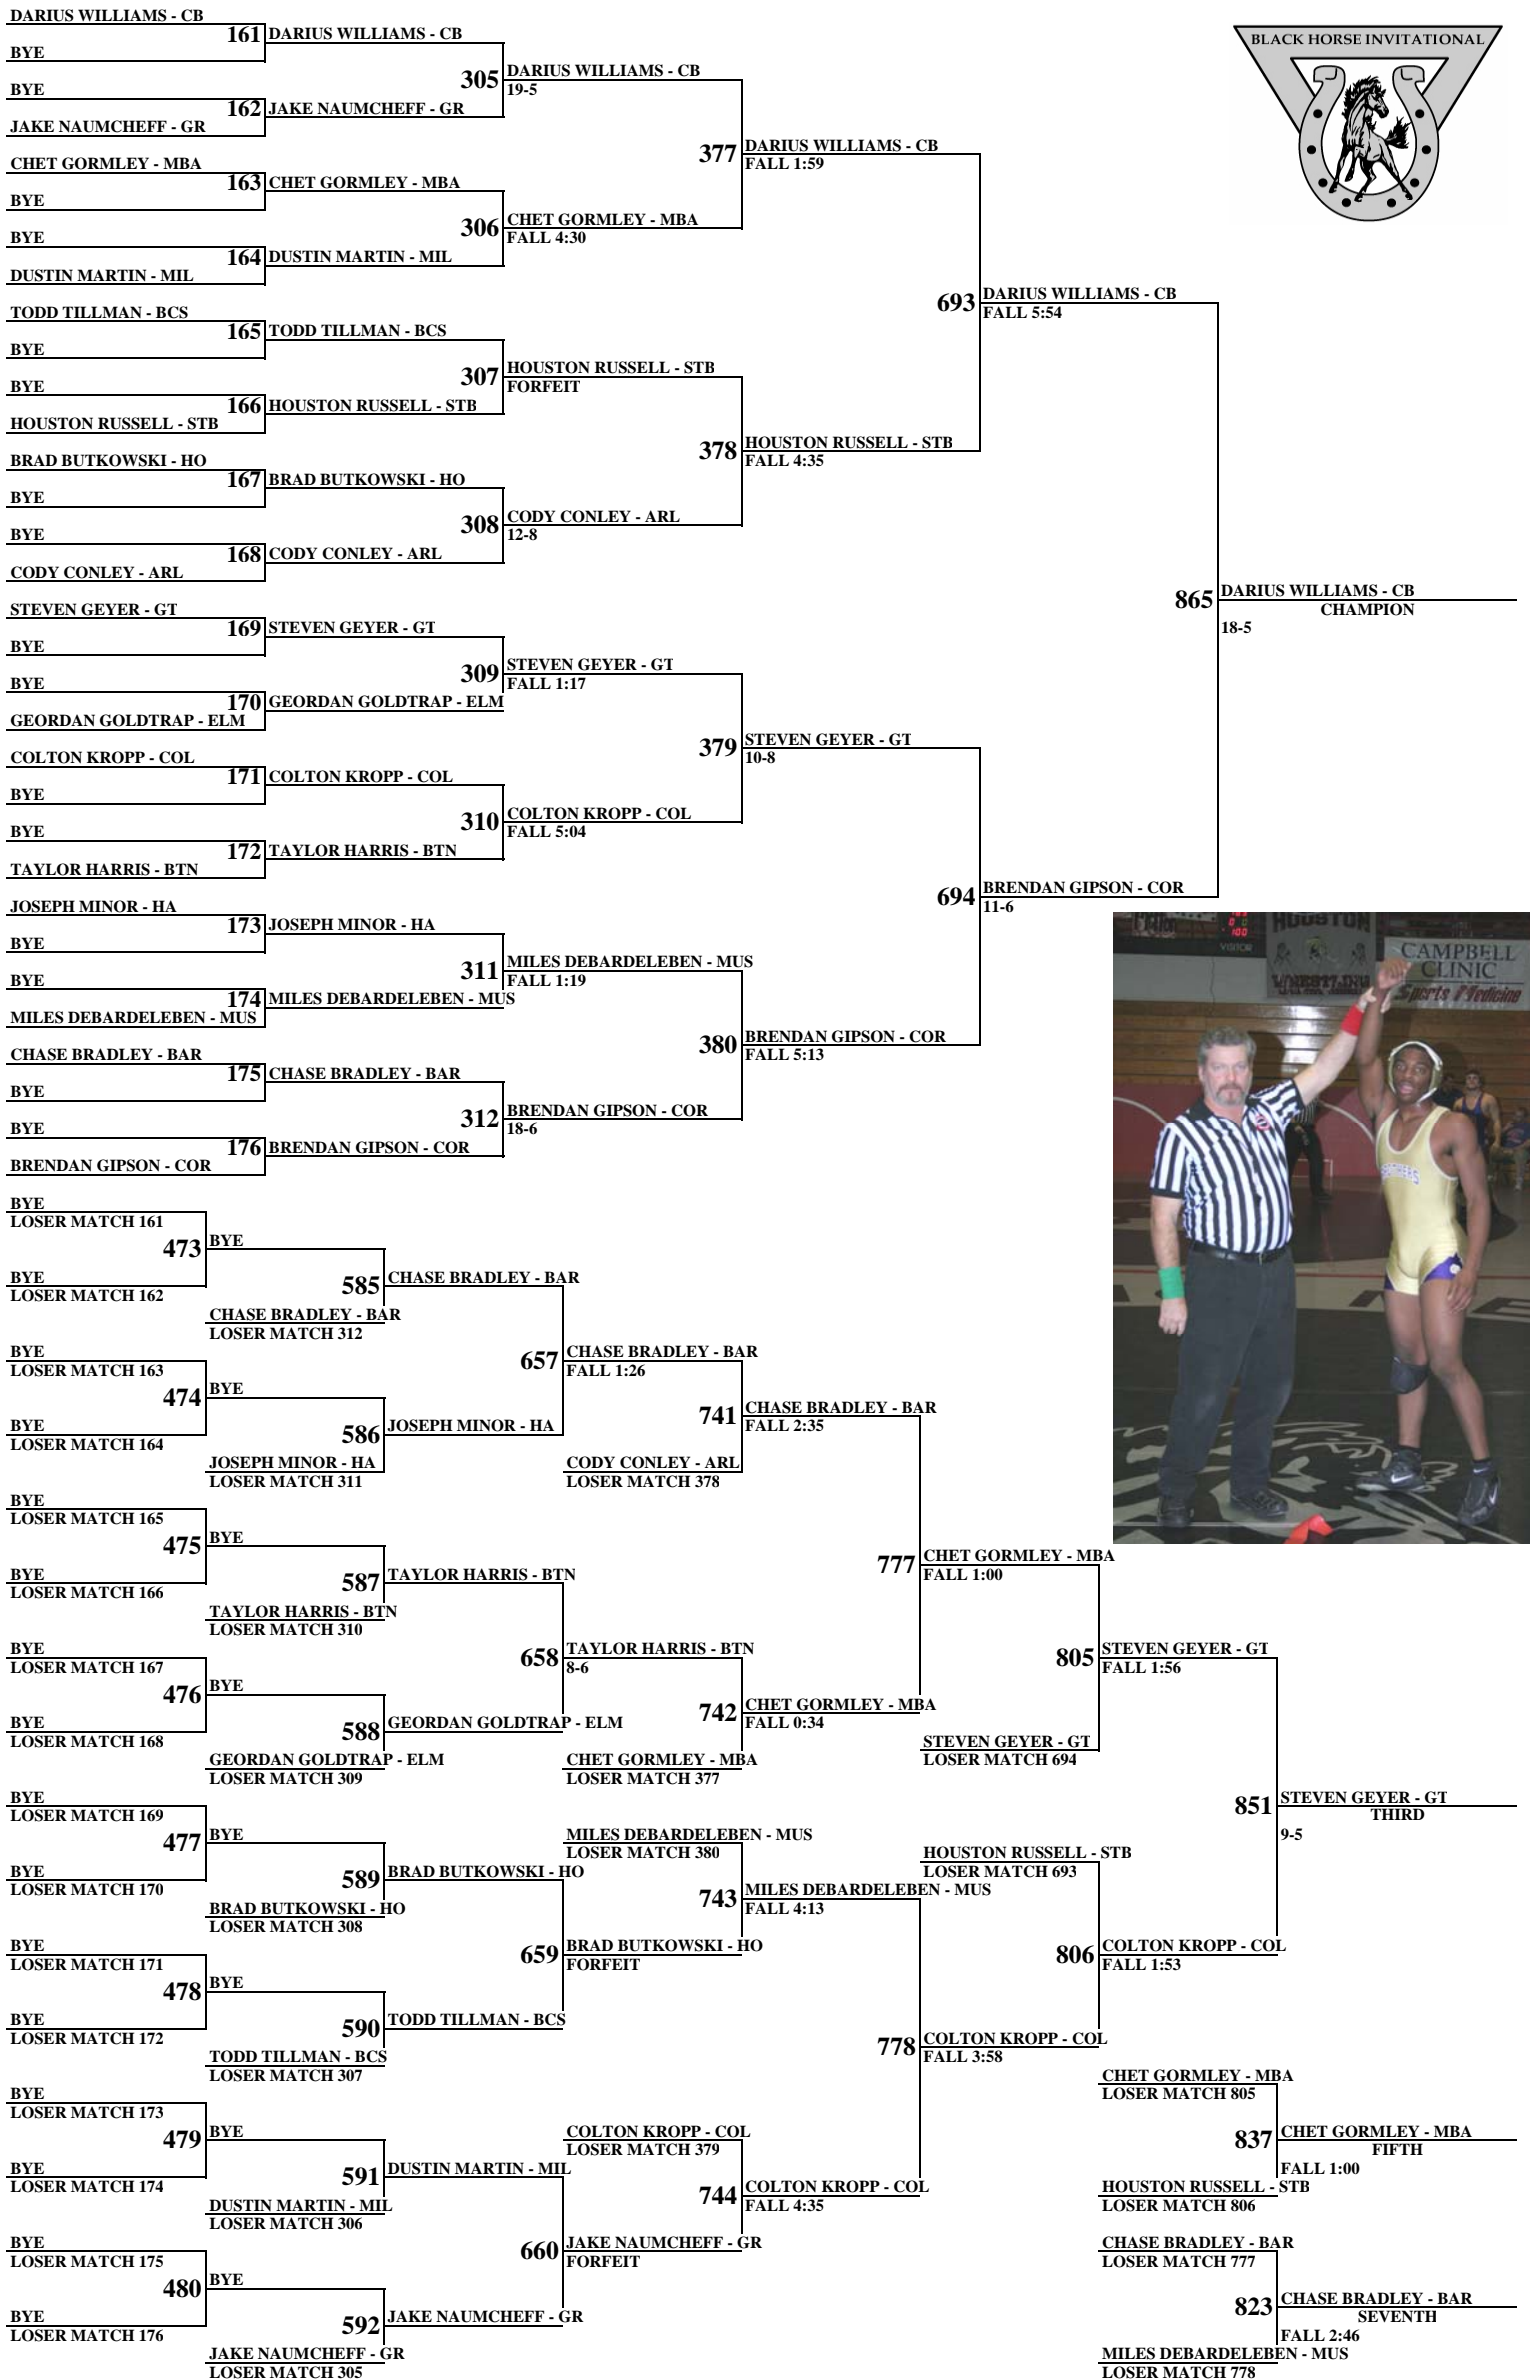 BLACK HORSE INVITATIONAL
DARIUS WILLIAMS - CB
161
BYE
DARIUS WILLIAMS - CB
BYE
162
JAKE NAUMCHEFF - GR
JAKE NAUMCHEFF - GR
305
DARIUS WILLIAMS - CB
19-5
CHET GORMLEY - MBA
163
BYE
CHET GORMLEY - MBA
BYE
164
DUSTIN MARTIN - MIL
DUSTIN MARTIN - MIL
306
CHET GORMLEY - MBA
FALL 4:30
377
DARIUS WILLIAMS - CB
FALL 1:59
TODD TILLMAN - BCS
165
BYE
TODD TILLMAN - BCS
BYE
166
HOUSTON RUSSELL - STB
HOUSTON RUSSELL - STB
307
HOUSTON RUSSELL - STB
FORFEIT
BRAD BUTKOWSKI - HO
167
BYE
BRAD BUTKOWSKI - HO
BYE
168
CODY CONLEY - ARL
CODY CONLEY - ARL
308
CODY CONLEY - ARL
12-8
378
HOUSTON RUSSELL - STB
FALL 4:35
693
DARIUS WILLIAMS - CB
FALL 5:54
STEVEN GEYER - GT
169
BYE
STEVEN GEYER - GT
BYE
170
GEORDAN GOLDTRAP - ELM
GEORDAN GOLDTRAP - ELM
309
STEVEN GEYER - GT
FALL 1:17
COLTON KROPP - COL
171
BYE
COLTON KROPP - COL
BYE
172
TAYLOR HARRIS - BTN
TAYLOR HARRIS - BTN
310
COLTON KROPP - COL
FALL 5:04
379
STEVEN GEYER - GT
10-8
JOSEPH MINOR - HA
173
BYE
JOSEPH MINOR - HA
BYE
174
MILES DEBARDELEBEN - MUS
MILES DEBARDELEBEN - MUS
311
MILES DEBARDELEBEN - MUS
FALL 1:19
CHASE BRADLEY - BAR
175
BYE
CHASE BRADLEY - BAR
BYE
176
BRENDAN GIPSON - COR
BRENDAN GIPSON - COR
312
BRENDAN GIPSON - COR
18-6
380
BRENDAN GIPSON - COR
FALL 5:13
694
BRENDAN GIPSON - COR
11-6
865
DARIUS WILLIAMS - CB
CHAMPION
18-5
VISITOR
HOUSTON
WRESTLING
CAMPBELL
CLINIC
Sports Medicine
BYE
LOSER MATCH 161
473
BYE
BYE
LOSER MATCH 162
585
CHASE BRADLEY - BAR
CHASE BRADLEY - BAR
LOSER MATCH 312
BYE
LOSER MATCH 163
474
BYE
BYE
LOSER MATCH 164
586
JOSEPH MINOR - HA
JOSEPH MINOR - HA
LOSER MATCH 311
657
CHASE BRADLEY - BAR
FALL 1:26
741
CHASE BRADLEY - BAR
FALL 2:35
CODY CONLEY - ARL
LOSER MATCH 378
BYE
LOSER MATCH 165
475
BYE
BYE
LOSER MATCH 166
587
TAYLOR HARRIS - BTN
TAYLOR HARRIS - BTN
LOSER MATCH 310
BYE
LOSER MATCH 167
476
BYE
BYE
LOSER MATCH 168
588
GEORDAN GOLDTRAP - ELM
GEORDAN GOLDTRAP - ELM
LOSER MATCH 309
658
TAYLOR HARRIS - BTN
8-6
742
CHET GORMLEY - MBA
FALL 0:34
CHET GORMLEY - MBA
LOSER MATCH 377
777
CHET GORMLEY - MBA
FALL 1:00
805
STEVEN GEYER - GT
FALL 1:56
STEVEN GEYER - GT
LOSER MATCH 694
BYE
LOSER MATCH 169
477
BYE
BYE
LOSER MATCH 170
589
BRAD BUTKOWSKI - HO
BRAD BUTKOWSKI - HO
LOSER MATCH 308
BYE
LOSER MATCH 171
478
BYE
BYE
LOSER MATCH 172
590
TODD TILLMAN - BCS
TODD TILLMAN - BCS
LOSER MATCH 307
MILES DEBARDELEBEN - MUS
LOSER MATCH 380
743
MILES DEBARDELEBEN - MUS
FALL 4:13
659
BRAD BUTKOWSKI - HO
FORFEIT
HOUSTON RUSSELL - STB
LOSER MATCH 693
806
COLTON KROPP - COL
FALL 1:53
851
STEVEN GEYER - GT
THIRD
9-5
778
COLTON KROPP - COL
FALL 3:58
BYE
LOSER MATCH 173
479
BYE
BYE
LOSER MATCH 174
591
DUSTIN MARTIN - MIL
DUSTIN MARTIN - MIL
LOSER MATCH 306
BYE
LOSER MATCH 175
480
BYE
BYE
LOSER MATCH 176
592
JAKE NAUMCHEFF - GR
JAKE NAUMCHEFF - GR
LOSER MATCH 305
COLTON KROPP - COL
LOSER MATCH 379
744
COLTON KROPP - COL
FALL 4:35
660
JAKE NAUMCHEFF - GR
FORFEIT
CHET GORMLEY - MBA
LOSER MATCH 805
837
CHET GORMLEY - MBA
FIFTH
FALL 1:00
HOUSTON RUSSELL - STB
LOSER MATCH 806
CHASE BRADLEY - BAR
LOSER MATCH 777
823
CHASE BRADLEY - BAR
SEVENTH
FALL 2:46
MILES DEBARDELEBEN - MUS
LOSER MATCH 778